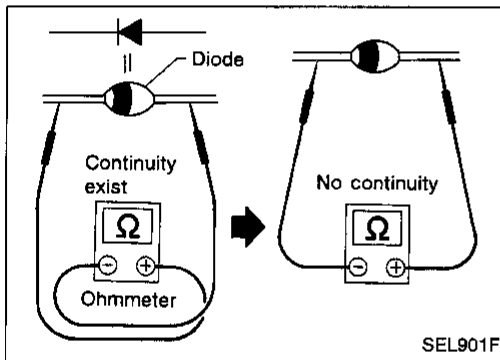 Diode
Continuity
exist
No continuity
Ω
Ω
⊖ ⊕
⊖ ⊕
Ohmmeter
SEL901F